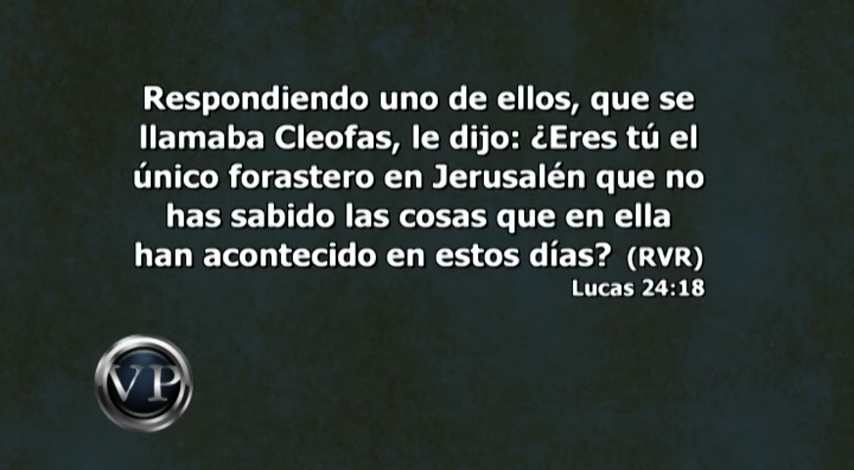 Respondiendo uno de ellos, que se
llamaba Cleofas, le dijo: ¿Eres tú el
único forastero en Jerusalén que no
has sabido las cosas que en ella
han acontecido en estos días? (RVR)
Lucas 24:18
VP